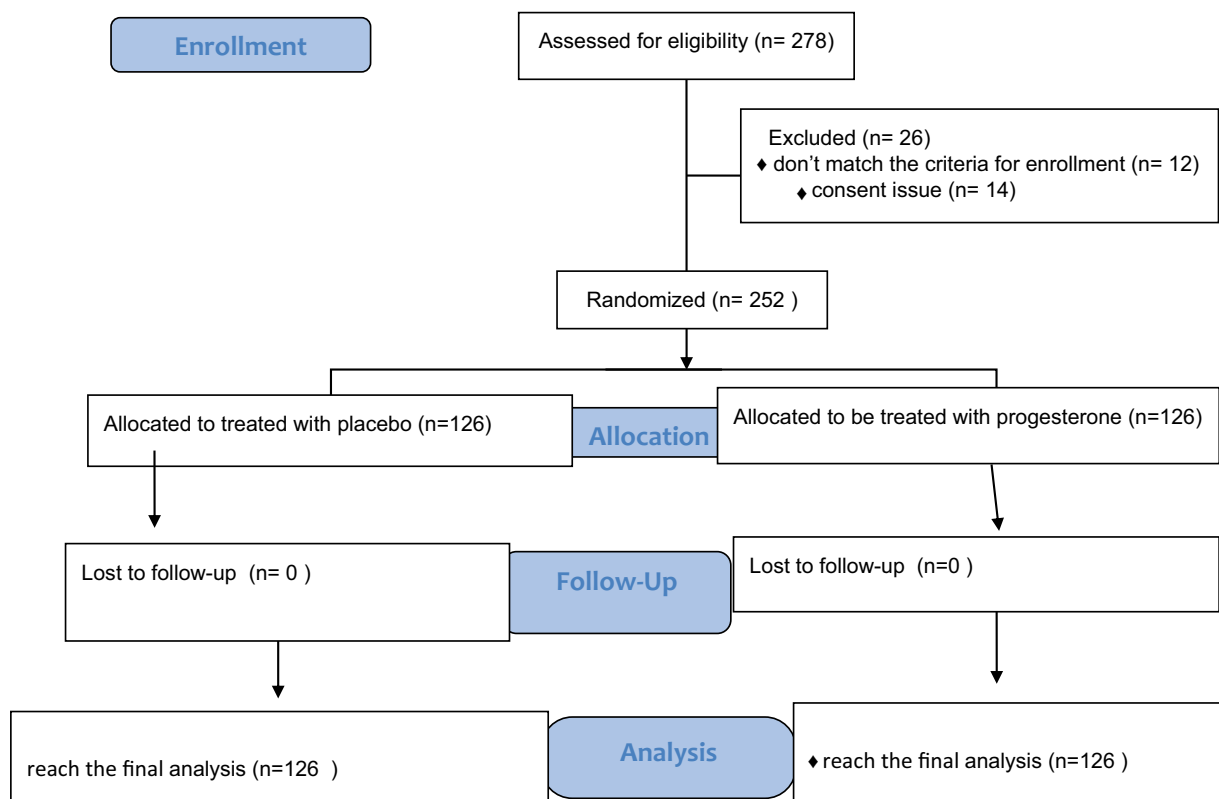 Enrollment
Assessed for eligibility (n= 278)
Excluded (n= 26)
♦ don’t match the criteria for enrollment (n= 12)
♦ consent issue (n= 14)
Randomized (n= 252 )
Allocated to treated with placebo (n=126)
Allocation
Allocated to be treated with progesterone (n=126)
Lost to follow-up (n= 0 )
Follow-Up
Lost to follow-up (n=0 )
reach the final analysis (n=126 )
Analysis
♦ reach the final analysis (n=126 )